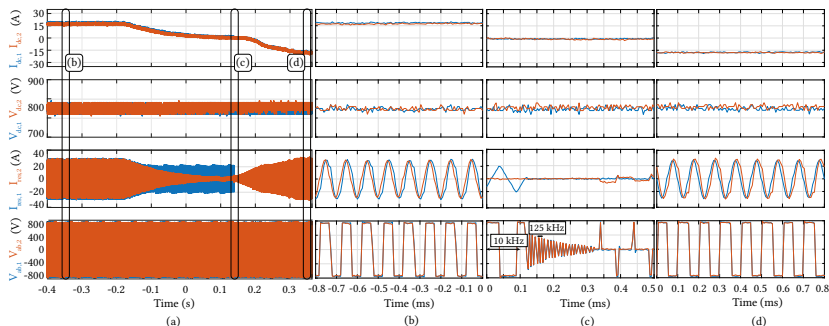 I_dc,1 I_dc,2 (A)
30
15
0
-15
-30
(b)
(c)
(d)
V_dc,1 V_dc,2 (V)
900
800
700
I_res,1 I_res,2 (A)
40
20
0
-20
-40
V_ab,1 V_ab,2 (V)
800
400
0
-400
-800
10 kHz
125 kHz
-0.4 -0.3 -0.2 -0.1 0 0.1 0.2 0.3
-0.8 -0.7 -0.6 -0.5 -0.4 -0.3 -0.2 -0.1
0.0 0.1 0.2 0.3 0.4 0.5
0 0.1 0.2 0.3 0.4 0.5 0.6 0.7 0.8
Time (s)
Time (ms)
Time (ms)
Time (ms)
(a)
(b)
(c)
(d)